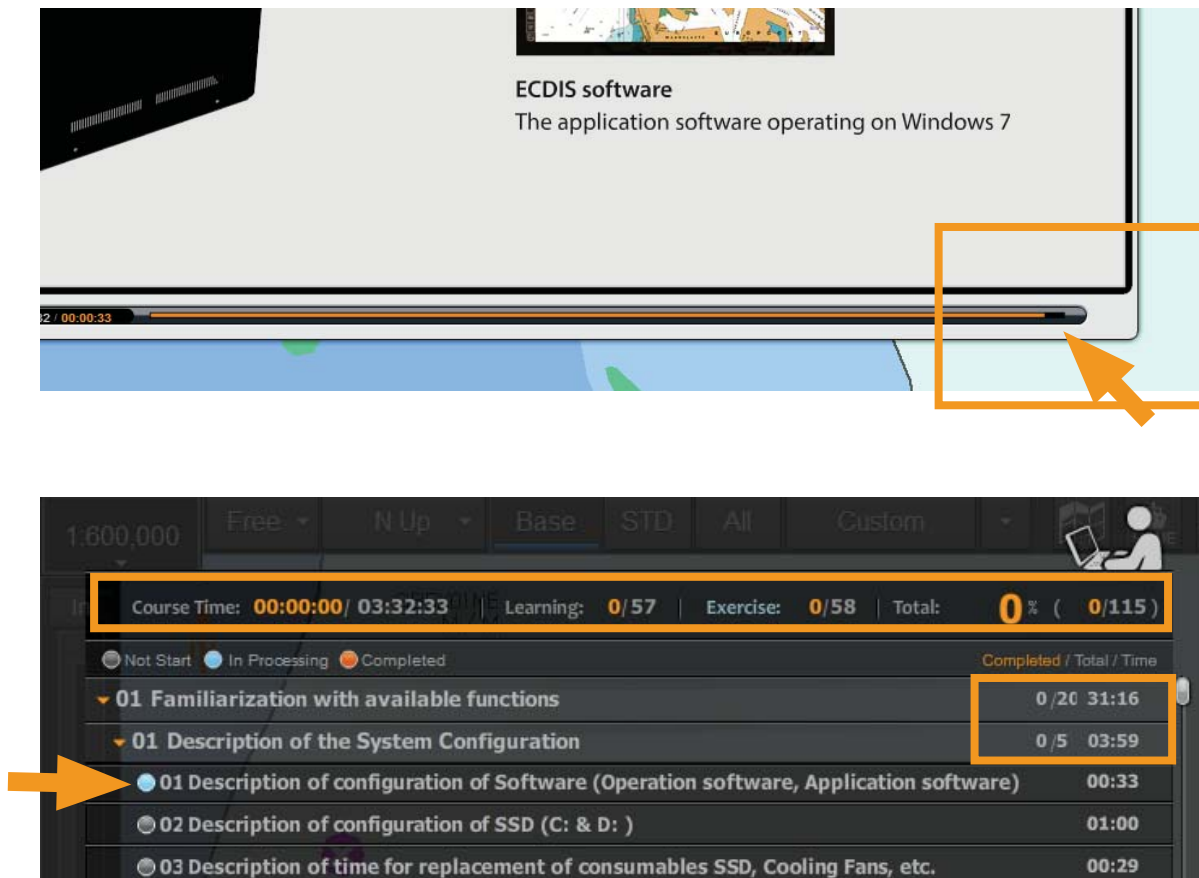 ECDIS software
The application software operating on Windows 7
2 / 00:00:33
1:600,000 Free N Up Base STD All Custom
Course Time: 00:00:00/ 03:32:33 | Learning: 0/57 | Exercise: 0/58 | Total: 0 % ( 0/115 )
Not Start In Processing Completed Completed / Total / Time
01 Familiarization with available functions 0 /20 31:16
01 Description of the System Configuration 0 /5 03:59
01 Description of configuration of Software (Operation software, Application software) 00:33
02 Description of configuration of SSD (C: & D: ) 01:00
03 Description of time for replacement of consumables SSD, Cooling Fans, etc. 00:29